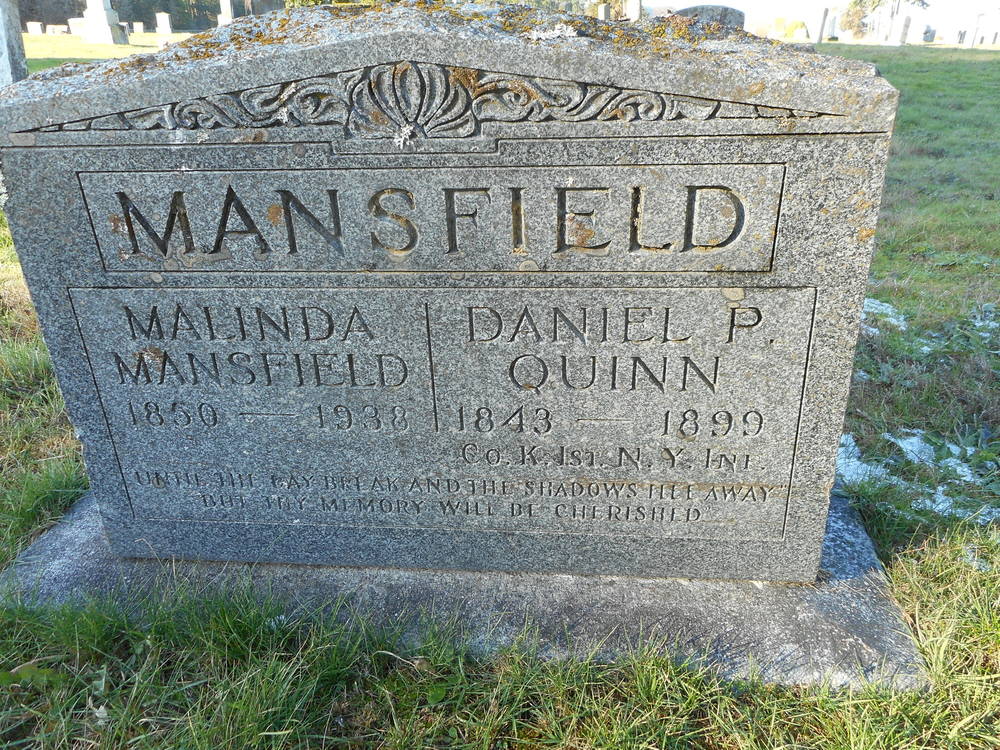 MANSFIELD
MALINDA
MANSFIELD
1850 — 1938
DANIEL P.
QUINN
1843 — 1899
CO. K. 1ST. N. Y. INF.
"UNTIL THE DAY BREAK AND THE SHADOWS FLEE AWAY"
"BUT THY MEMORY WILL BE CHERISHED"